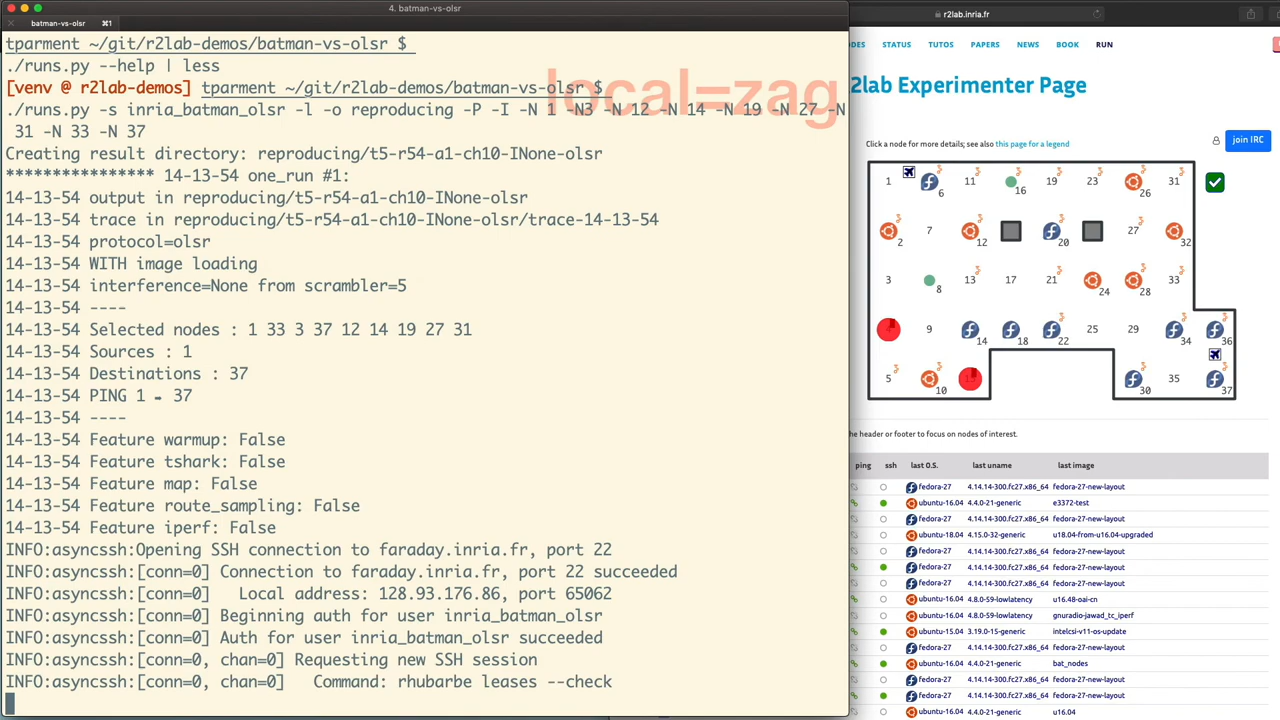 4. batman-vs-olsr
batman-vs-olsr ⌘1
tparment ~/git/r2lab-demos/batman-vs-olsr $
./runs.py --help | less
[venv @ r2lab-demos] tparment ~/git/r2lab-demos/batman-vs-olsr $
local=zag
./runs.py -s inria_batman_olsr -l -o reproducing -P -I -N 1 -N3 -N 12 -N 14 -N 19 -N 27 -N
31 -N 33 -N 37
Creating result directory: reproducing/t5-r54-a1-ch10-INone-olsr
**************** 14-13-54 one_run #1:
14-13-54 output in reproducing/t5-r54-a1-ch10-INone-olsr
14-13-54 trace in reproducing/t5-r54-a1-ch10-INone-olsr/trace-14-13-54
14-13-54 protocol=olsr
14-13-54 WITH image loading
14-13-54 interference=None from scrambler=5
14-13-54 ----
14-13-54 Selected nodes : 1 33 3 37 12 14 19 27 31
14-13-54 Sources : 1
14-13-54 Destinations : 37
14-13-54 PING 1 - 37
14-13-54 ----
14-13-54 Feature warmup: False
14-13-54 Feature tshark: False
14-13-54 Feature map: False
14-13-54 Feature route_sampling: False
14-13-54 Feature iperf: False
INFO:asyncssh:Opening SSH connection to faraday.inria.fr, port 22
INFO:asyncssh:[conn=0] Connection to faraday.inria.fr, port 22 succeeded
INFO:asyncssh:[conn=0]   Local address: 128.93.176.86, port 65062
INFO:asyncssh:[conn=0] Beginning auth for user inria_batman_olsr
INFO:asyncssh:[conn=0] Auth for user inria_batman_olsr succeeded
INFO:asyncssh:[conn=0, chan=0] Requesting new SSH session
INFO:asyncssh:[conn=0, chan=0]   Command: rhubarbe leases --check
r2lab.inria.fr
ODES STATUS TUTOS PAPERS NEWS BOOK RUN
2lab Experimenter Page
Click a node for more details; see also this page for a legend
join IRC
1 6 11 16 19 23 26 31
2 7 12 20 27 32
3 8 13 17 21 24 28 33
9 14 18 22 25 29 34 36
5 10 30 35 37
he header or footer to focus on nodes of interest.
ping ssh last O.S. last uname last image
fedora-27 4.14.14-300.fc27.x86_64 fedora-27-new-layout
ubuntu-16.04 4.4.0-21-generic e3372-test
fedora-27 4.14.14-300.fc27.x86_64 fedora-27-new-layout
ubuntu-18.04 4.15.0-32-generic u18.04-from-u16.04-upgraded
fedora-27 4.14.14-300.fc27.x86_64 fedora-27-new-layout
fedora-27 4.14.14-300.fc27.x86_64 fedora-27-new-layout
fedora-27 4.14.14-300.fc27.x86_64 fedora-27-new-layout
ubuntu-16.04 4.8.0-59-lowlatency u16.48-oai-cn
ubuntu-16.04 4.8.0-59-lowlatency gnuradio-jawad_tc_iperf
ubuntu-15.04 3.19.0-15-generic intelcsi-v11-os-update
fedora-27 4.14.14-300.fc27.x86_64 fedora-27-new-layout
ubuntu-16.04 4.4.0-21-generic bat_nodes
fedora-27 4.14.14-300.fc27.x86_64 fedora-27-new-layout
fedora-27 4.14.14-300.fc27.x86_64 fedora-27-new-layout
ubuntu-16.04 4.4.0-21-generic u16.04